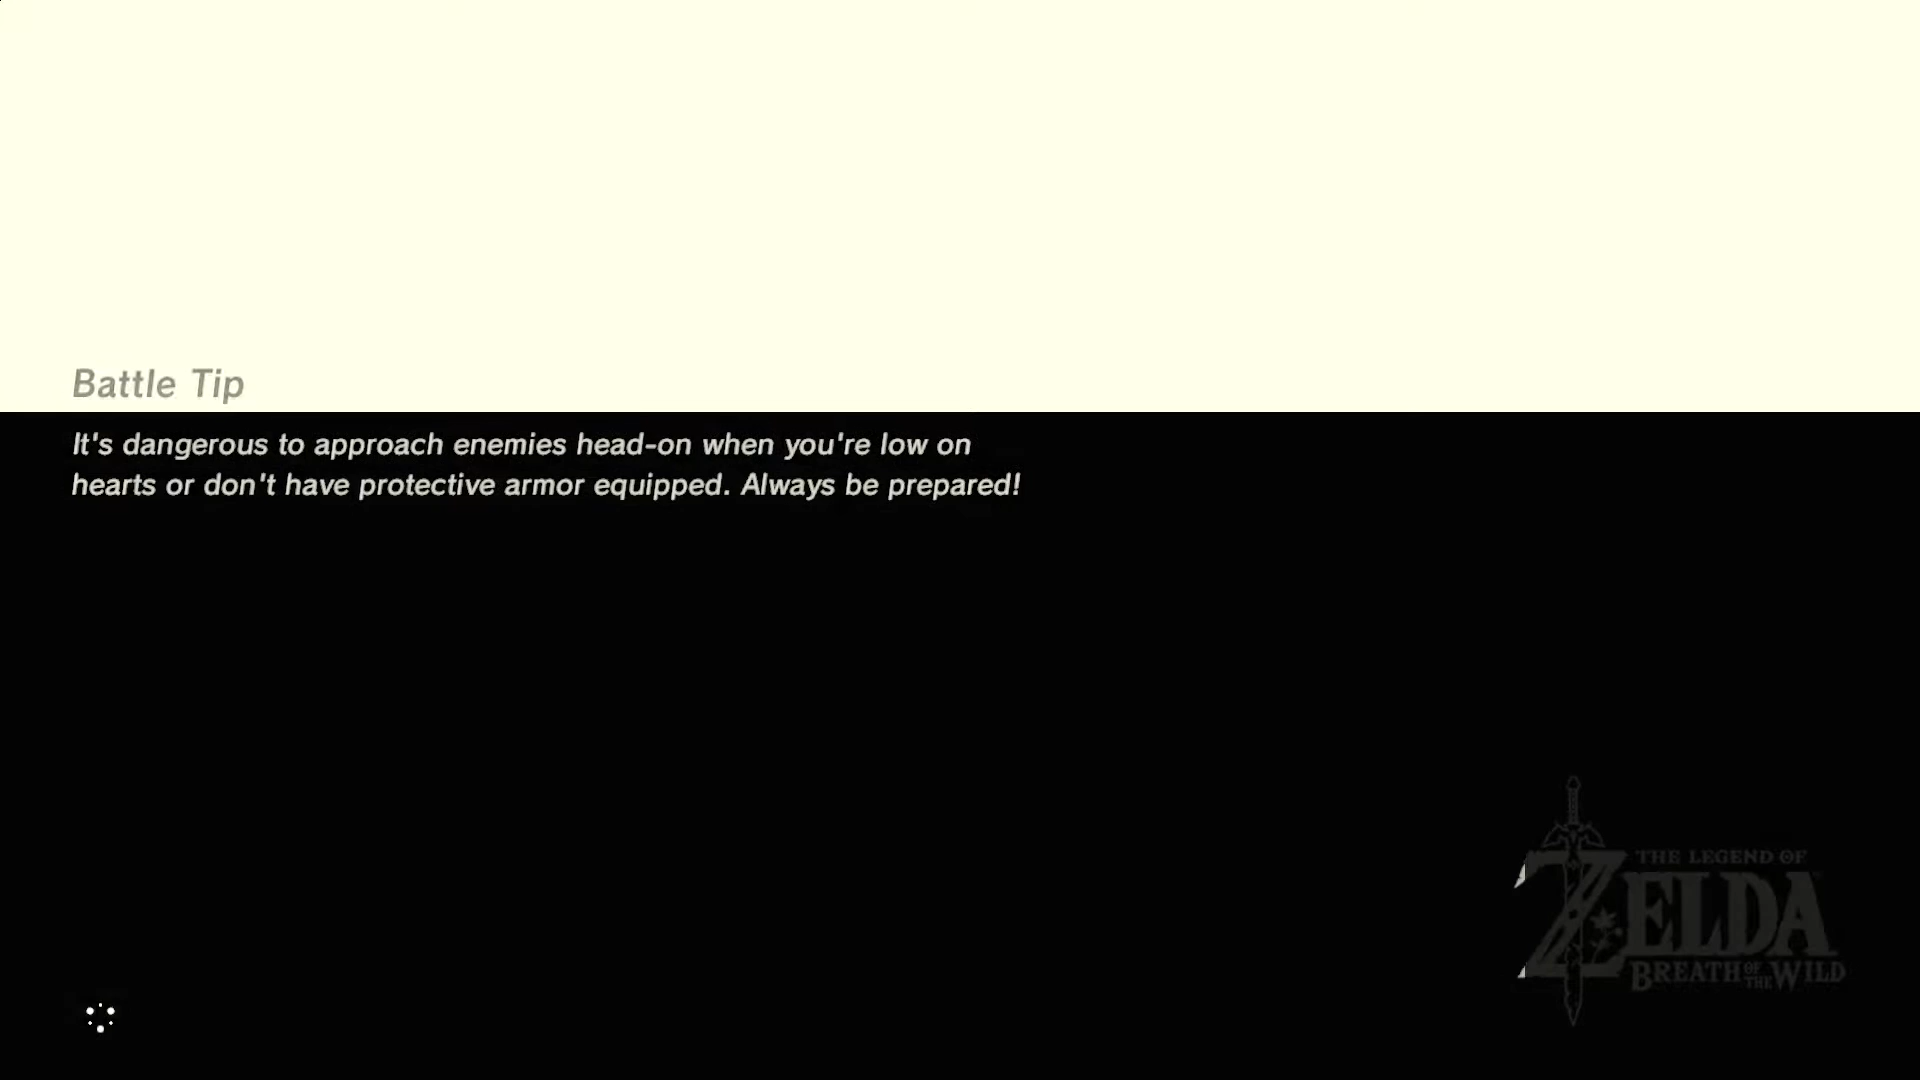 Battle Tip
It's dangerous to approach enemies head-on when you're low on
hearts or don't have protective armor equipped. Always be prepared!
THE LEGEND OF
ZELDA
BREATH OF THE WILD